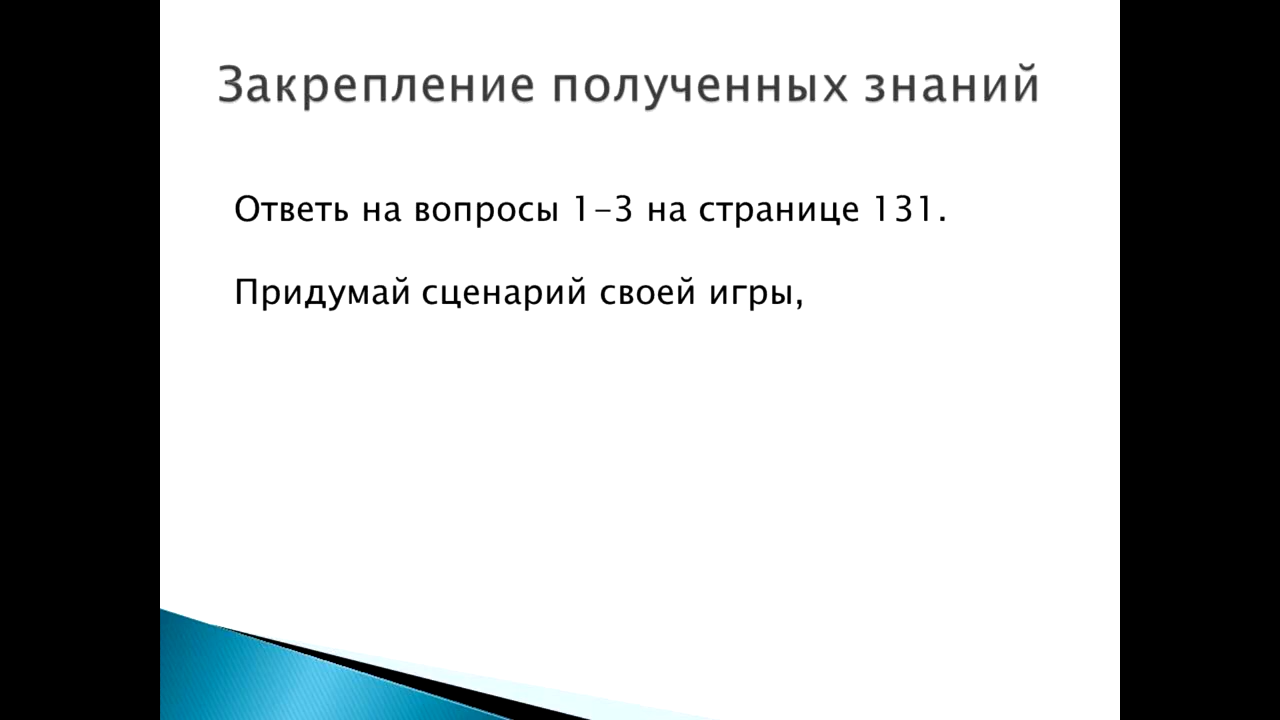 Закрепление полученных знаний
Ответь на вопросы 1-3 на странице 131.
Придумай сценарий своей игры,